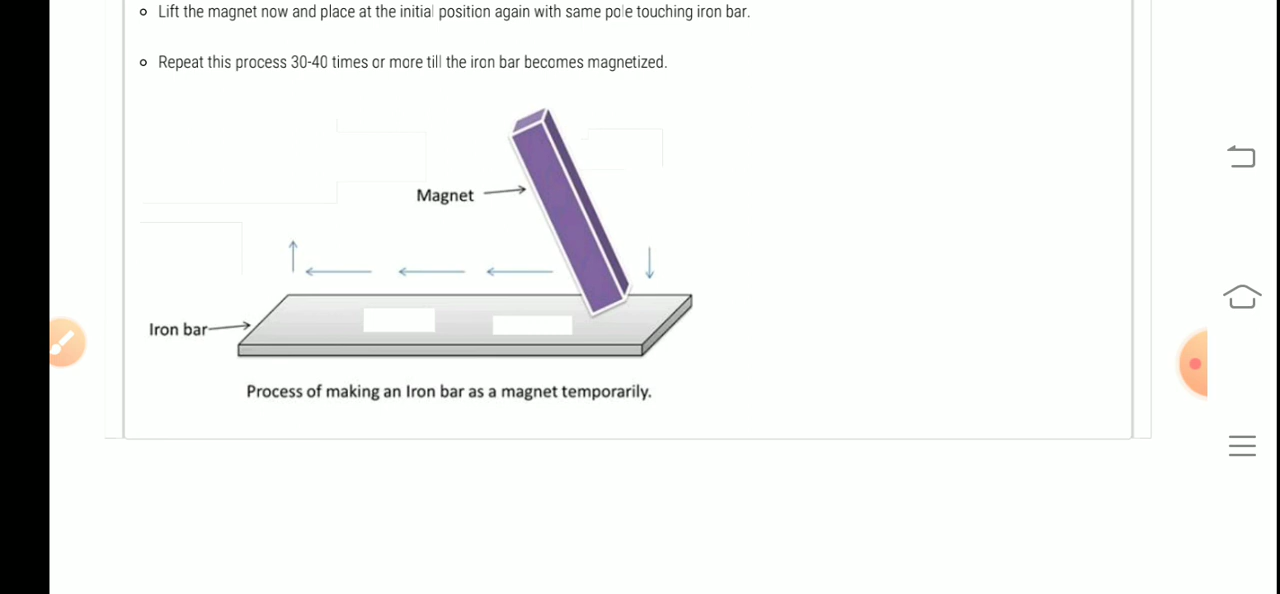 Lift the magnet now and place at the initial position again with same pole touching iron bar.
Repeat this process 30-40 times or more till the iron bar becomes magnetized.
Magnet
Iron bar
Process of making an Iron bar as a magnet temporarily.